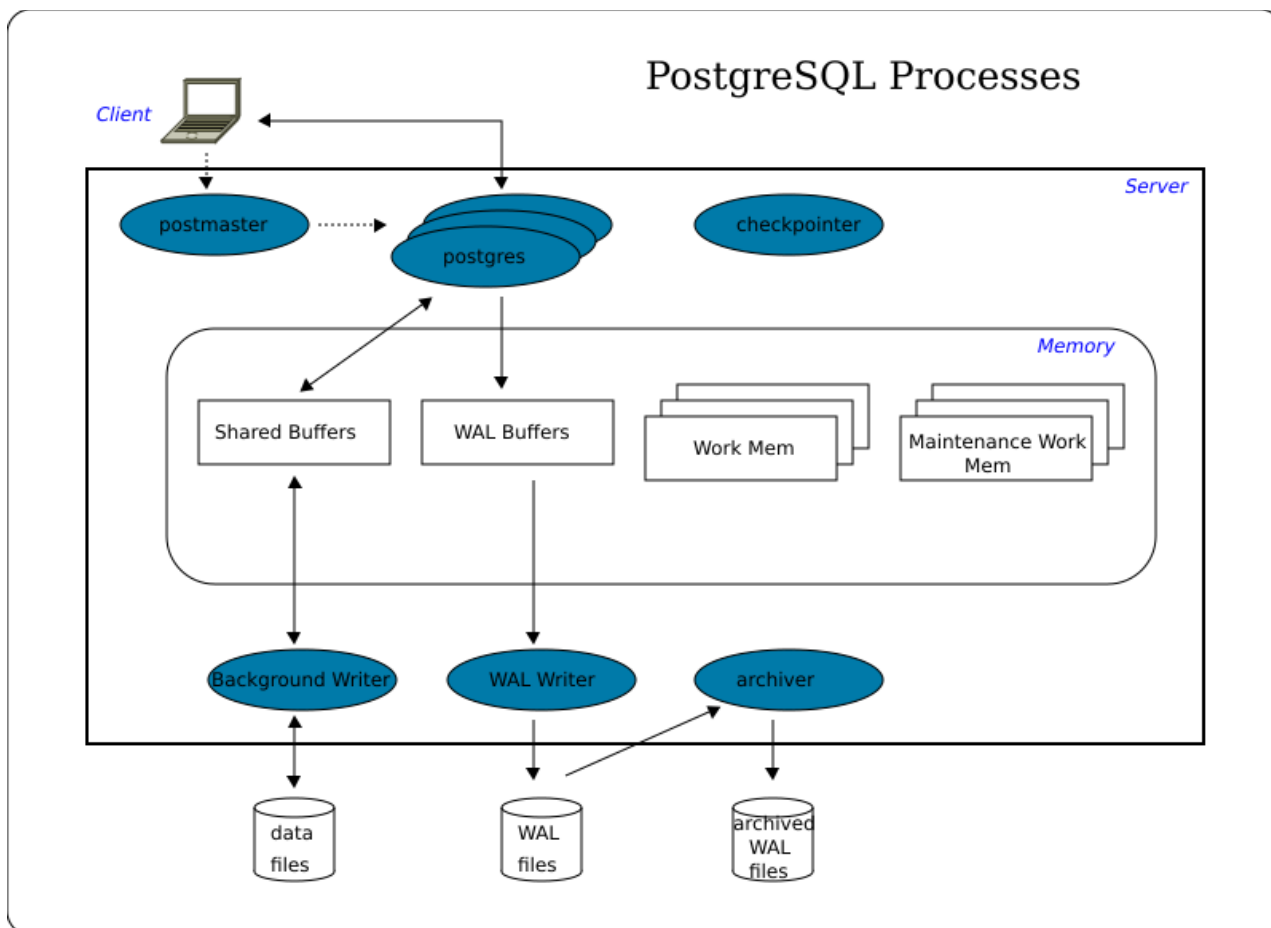 PostgreSQL Processes
Client
Server
postmaster
checkpointer
postgres
Memory
Shared Buffers
WAL Buffers
Work Mem
Maintenance Work
Mem
Background Writer
WAL Writer
archiver
data
files
WAL
files
archived
WAL
files